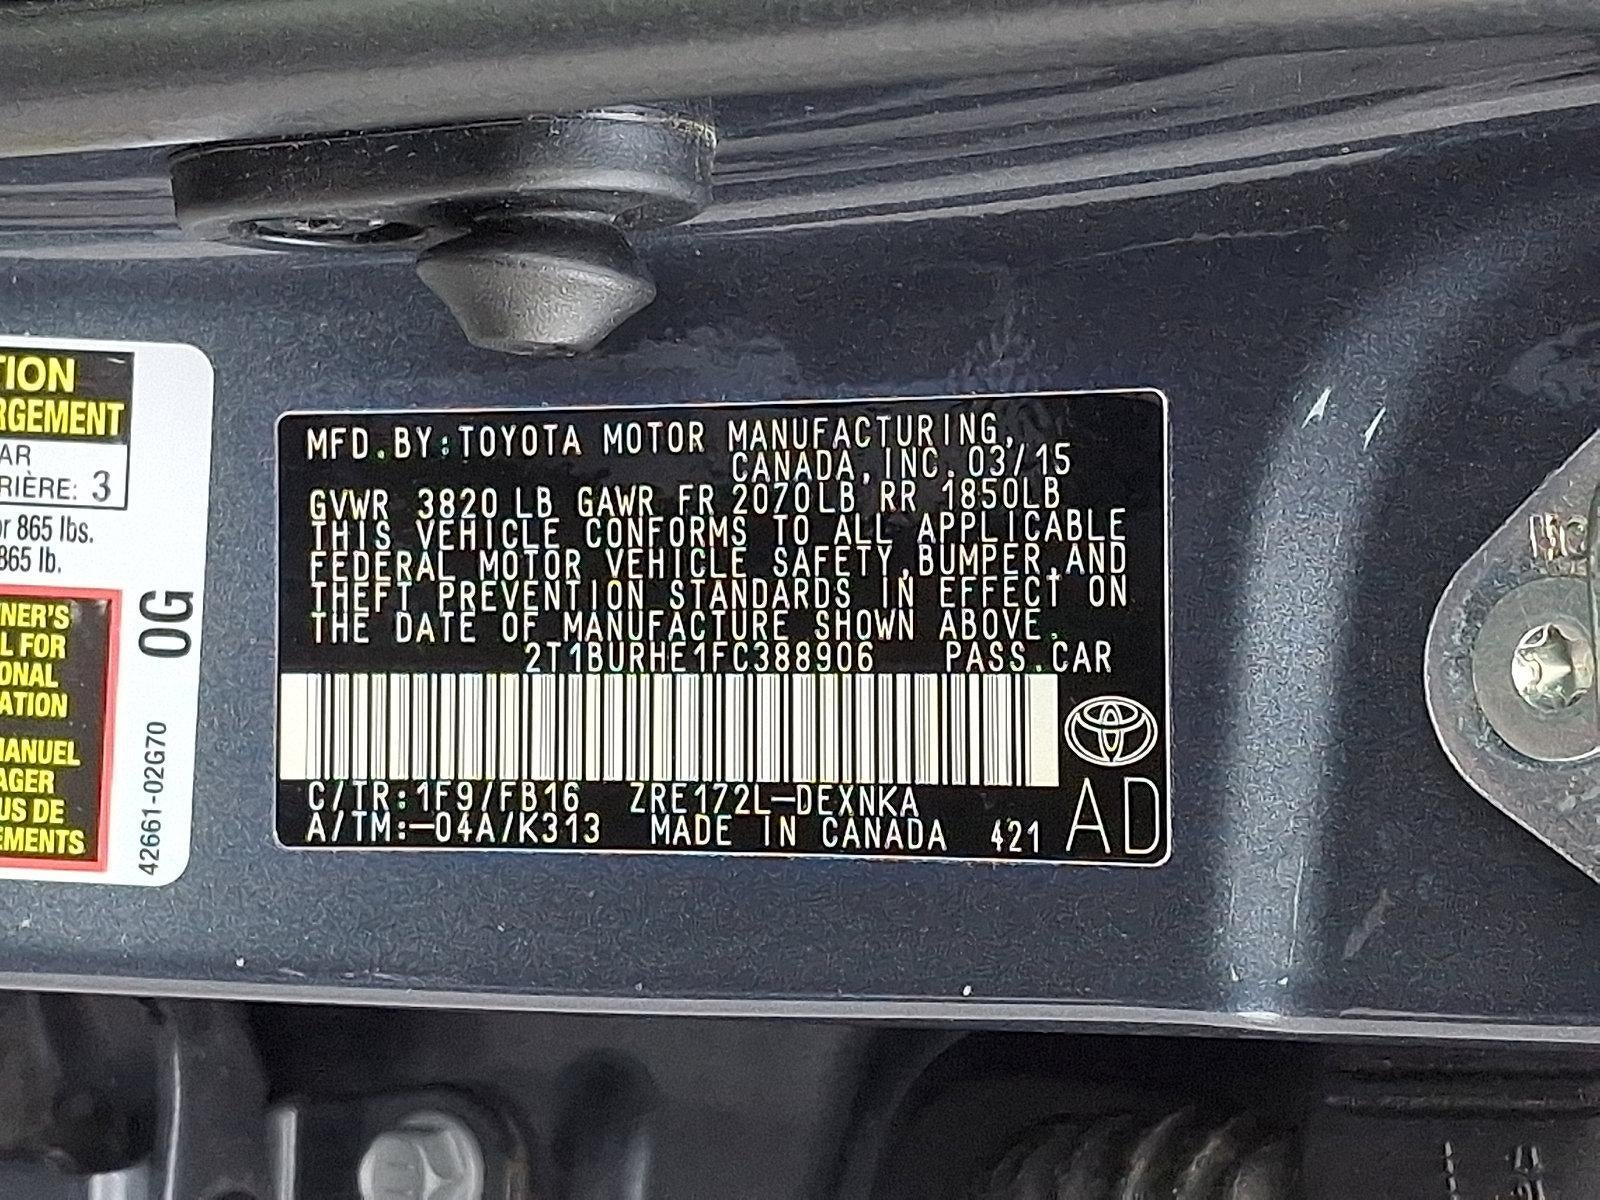 TION
RGEMENT
AR
RIÈRE: 3
or 865 lbs.
865 lb.
NER'S
L FOR
ONAL
ATION
MANUEL
AGER
US DE
EMENTS
0G
42661-02G70
MFD.BY:TOYOTA MOTOR MANUFACTURING,
CANADA,INC.03/15
GVWR 3820 LB GAWR FR 2070LB RR 1850LB
THIS VEHICLE CONFORMS TO ALL APPLICABLE
FEDERAL MOTOR VEHICLE SAFETY,BUMPER,AND
THEFT PREVENTION STANDARDS IN EFFECT ON
THE DATE OF MANUFACTURE SHOWN ABOVE.
2T1BURHE1FC388906 PASS.CAR
C/TR:1F9/FB16 ZRE172L-DEXNKA
A/TM:-04A/K313 MADE IN CANADA 421
AD